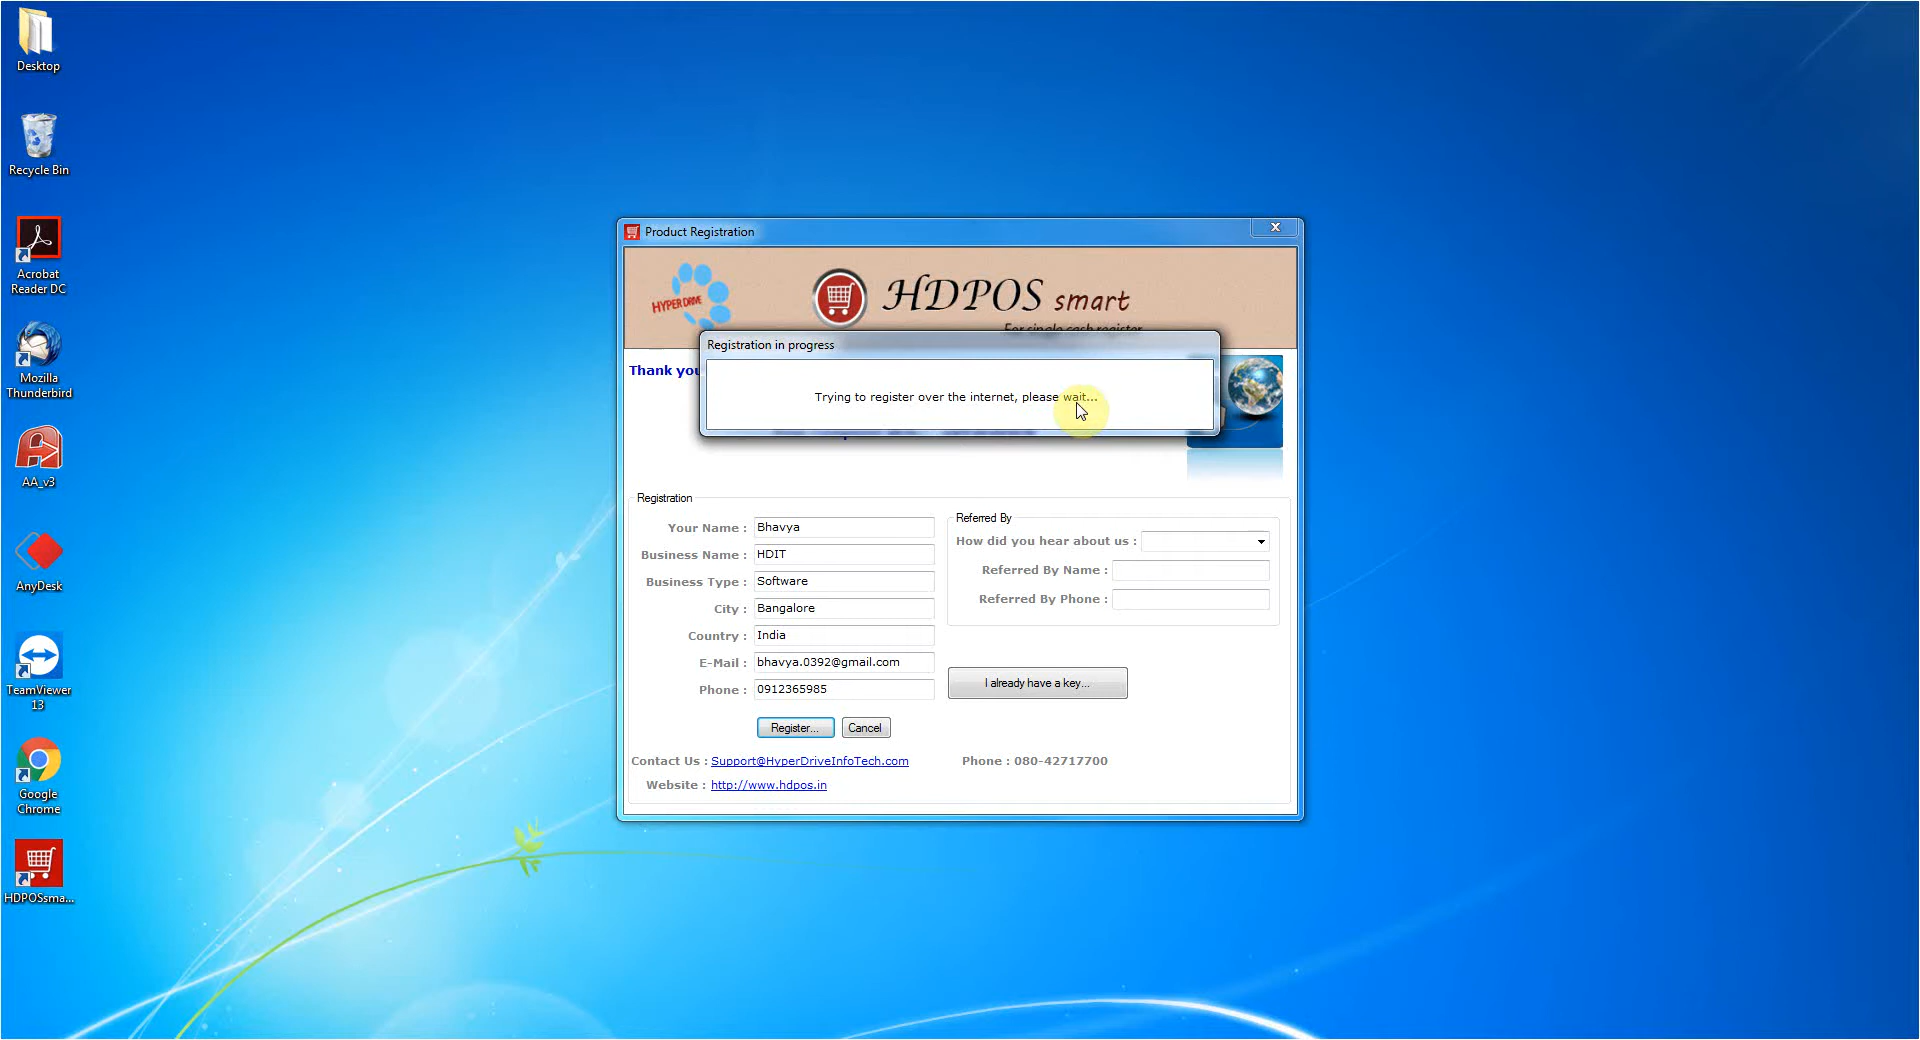 Desktop
Recycle Bin
Acrobat
Reader DC
Mozilla
Thunderbird
AA_v3
AnyDesk
TeamViewer
13
Google
Chrome
HDPOSsma...
Product Registration
x
HYPER DRIVE
HDPOS smart
For single cash register
Registration in progress
Thank you
Trying to register over the internet, please wait...
Registration
Your Name : Bhavya
Business Name : HDIT
Business Type : Software
City : Bangalore
Country : India
E-Mail : bhavya.0392@gmail.com
Phone : 0912365985
Referred By
How did you hear about us :
Referred By Name :
Referred By Phone :
I already have a key...
Register... Cancel
Contact Us : Support@HyperDriveInfoTech.com Phone : 080-42717700
Website : http://www.hdpos.in